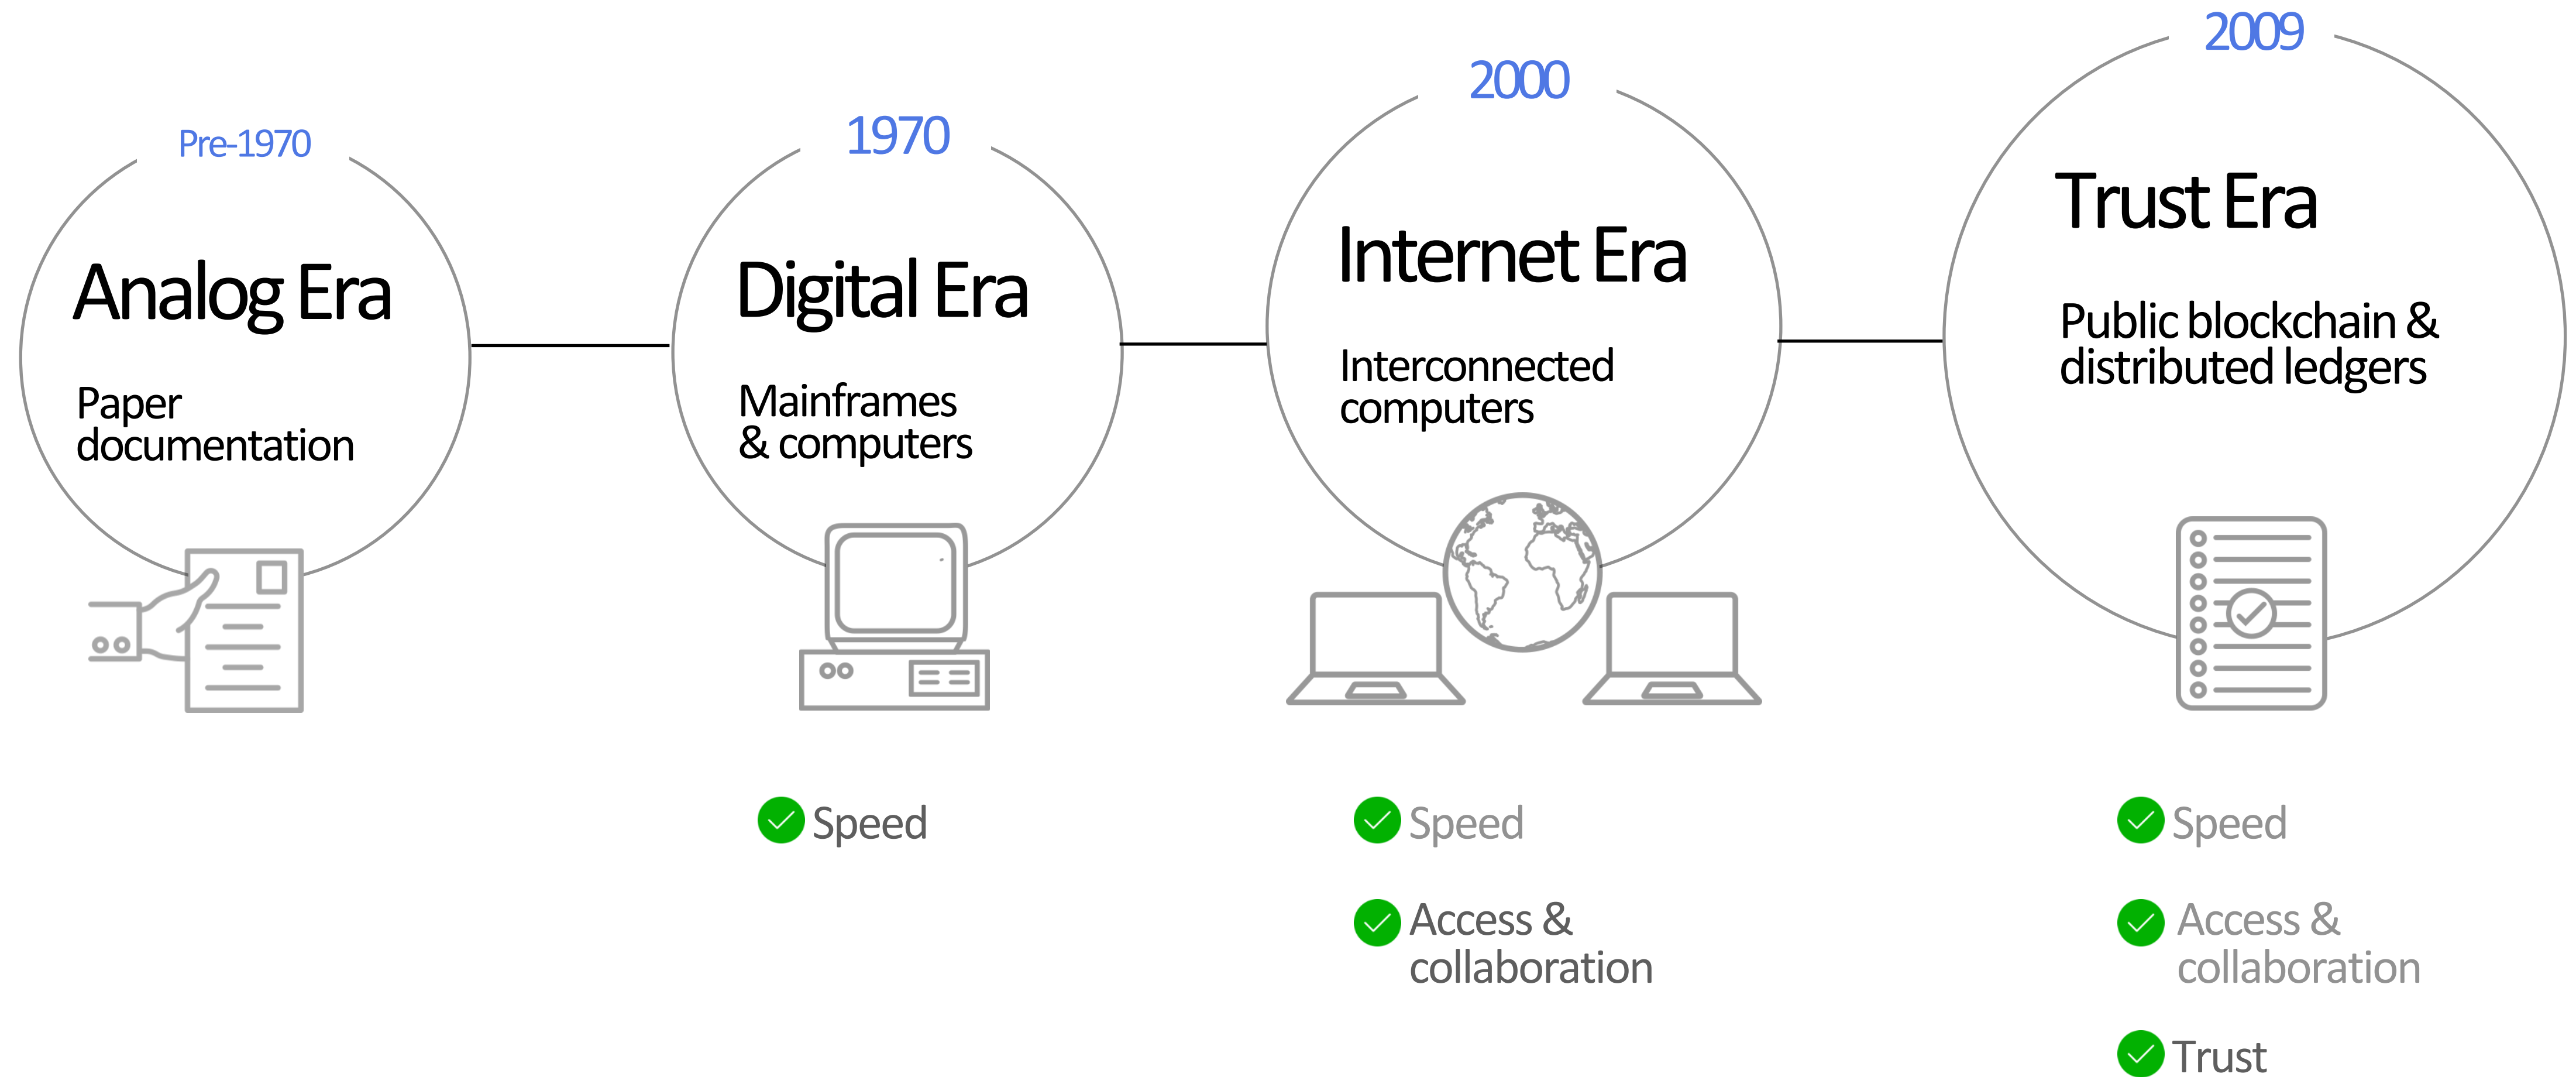 Pre-1970
Analog Era
Paper
documentation
1970
Digital Era
Mainframes
& computers
Speed
2000
Internet Era
Interconnected
computers
Speed
Access &
collaboration
2009
Trust Era
Public blockchain &
distributed ledgers
Speed
Access &
collaboration
Trust